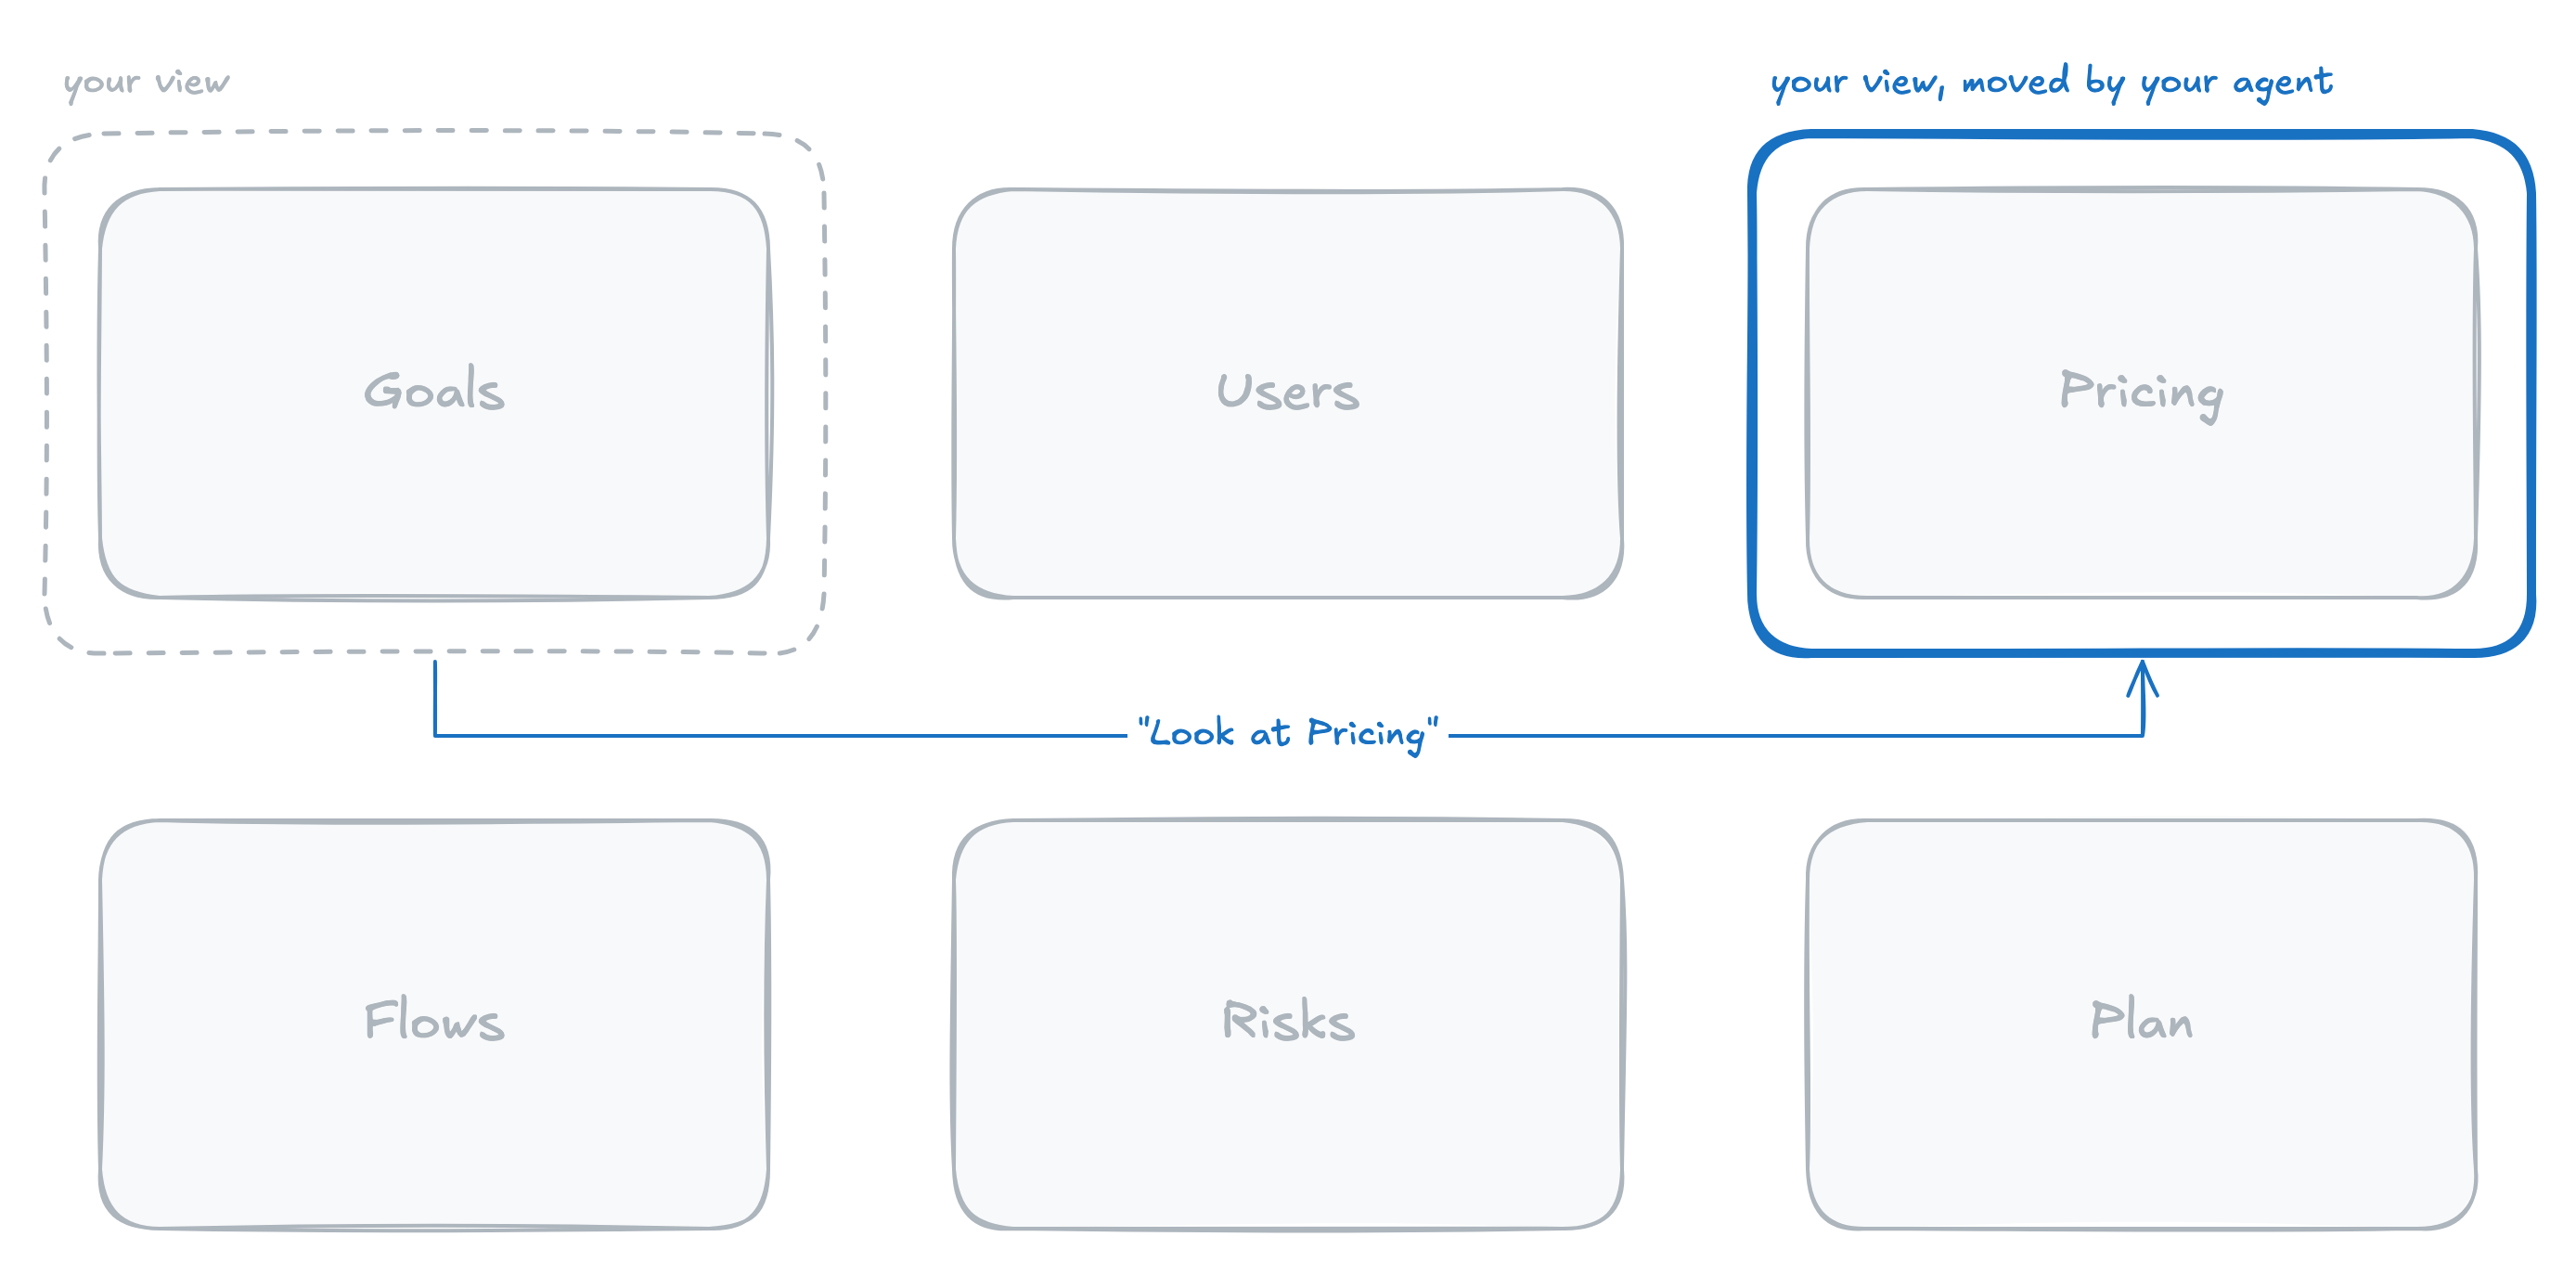 your view
your view, moved by your agent
Goals
Users
Pricing
"Look at Pricing"
Flows
Risks
Plan